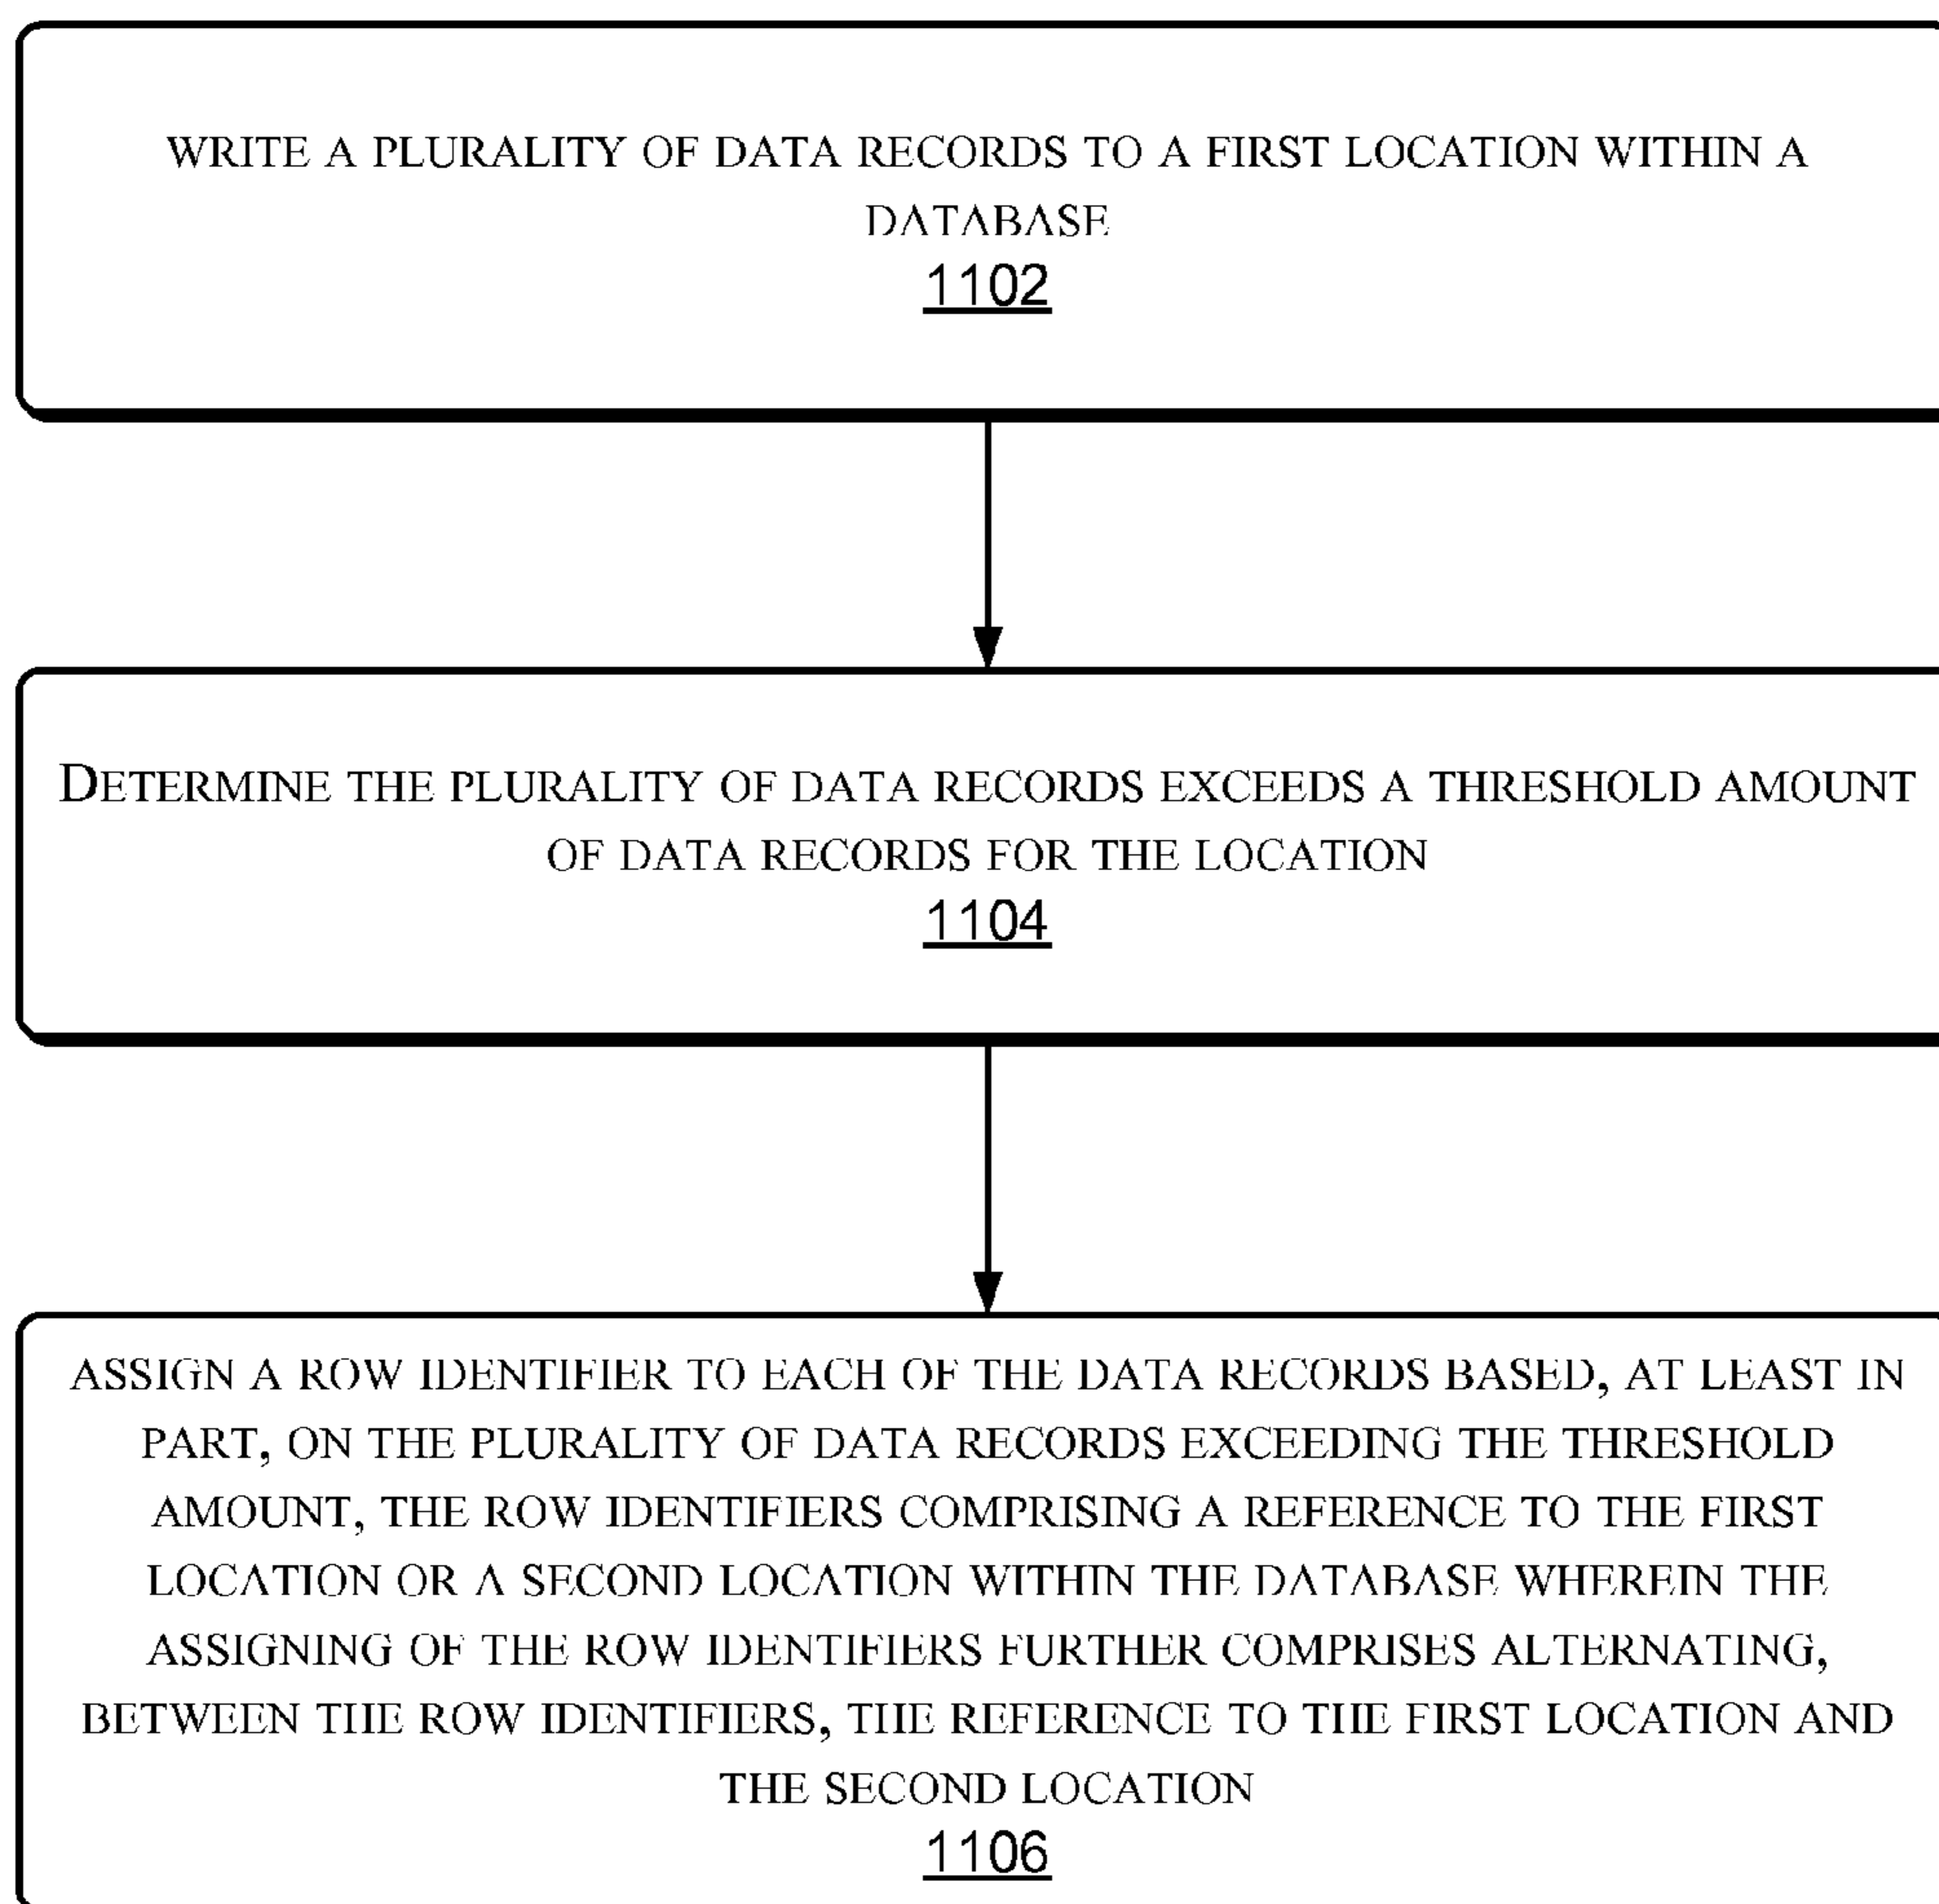 WRITE A PLURALITY OF DATA RECORDS TO A FIRST LOCATION WITHIN A
DATABASE
1102
DETERMINE THE PLURALITY OF DATA RECORDS EXCEEDS A THRESHOLD AMOUNT
OF DATA RECORDS FOR THE LOCATION
1104
ASSIGN A ROW IDENTIFIER TO EACH OF THE DATA RECORDS BASED, AT LEAST IN
PART, ON THE PLURALITY OF DATA RECORDS EXCEEDING THE THRESHOLD
AMOUNT, THE ROW IDENTIFIERS COMPRISING A REFERENCE TO THE FIRST
LOCATION OR A SECOND LOCATION WITHIN THE DATABASE WHEREIN THE
ASSIGNING OF THE ROW IDENTIFIERS FURTHER COMPRISES ALTERNATING,
BETWEEN THE ROW IDENTIFIERS, THE REFERENCE TO THE FIRST LOCATION AND
THE SECOND LOCATION
1106